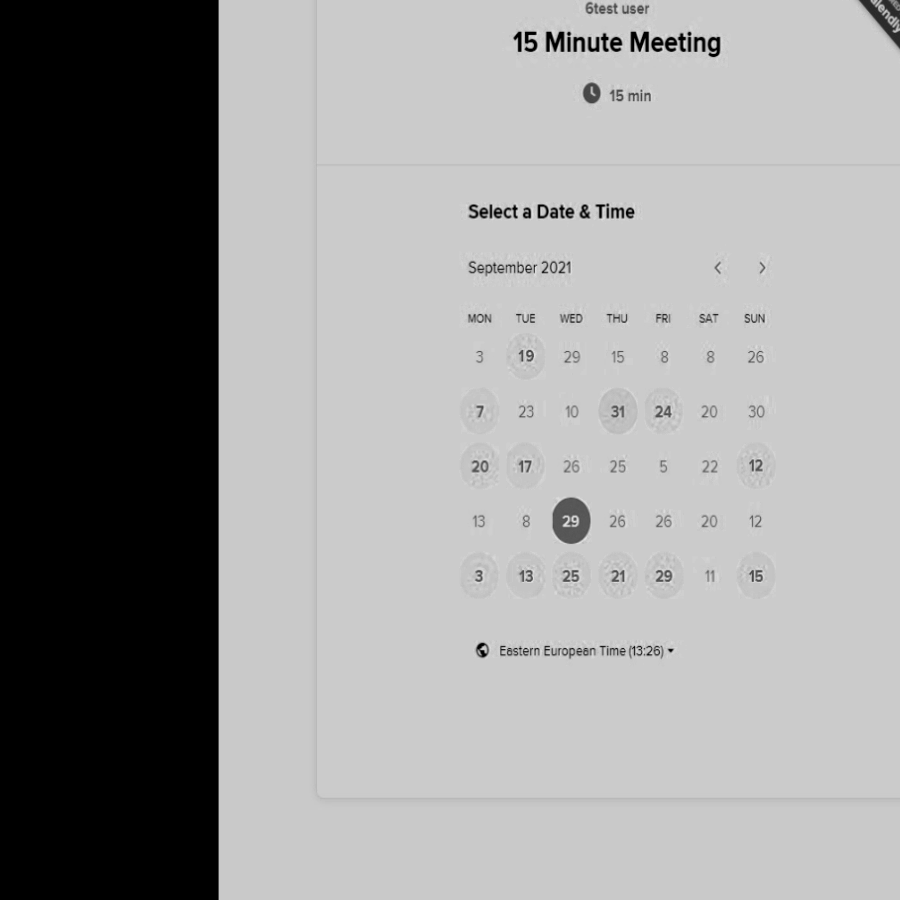 6test user
15 Minute Meeting
15 min
Select a Date & Time
September 2021
MON TUE WED THU FRI SAT SUN
3 19 29 15 8 8 26
7 23 10 31 24 20 30
20 17 26 25 5 22 12
13 8 29 26 26 20 12
3 13 25 21 29 11 15
Eastern European Time (13:26)